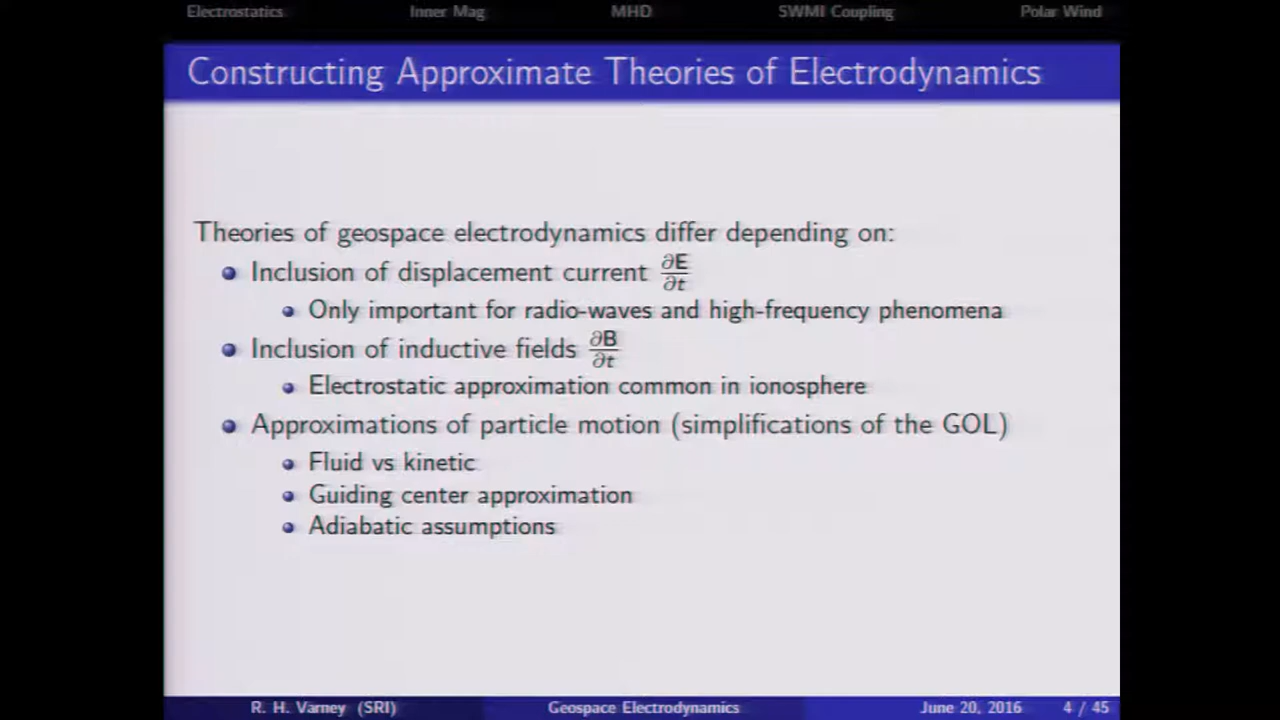 Electrostatics Inner Mag MHD SWMI Coupling Polar Wind
Constructing Approximate Theories of Electrodynamics
Theories of geospace electrodynamics differ depending on:
Inclusion of displacement current ∂E/∂t
Only important for radio-waves and high-frequency phenomena
Inclusion of inductive fields ∂B/∂t
Electrostatic approximation common in ionosphere
Approximations of particle motion (simplifications of the GOL)
Fluid vs kinetic
Guiding center approximation
Adiabatic assumptions
R. H. Varney (SRI) Geospace Electrodynamics June 20, 2016 4 / 45